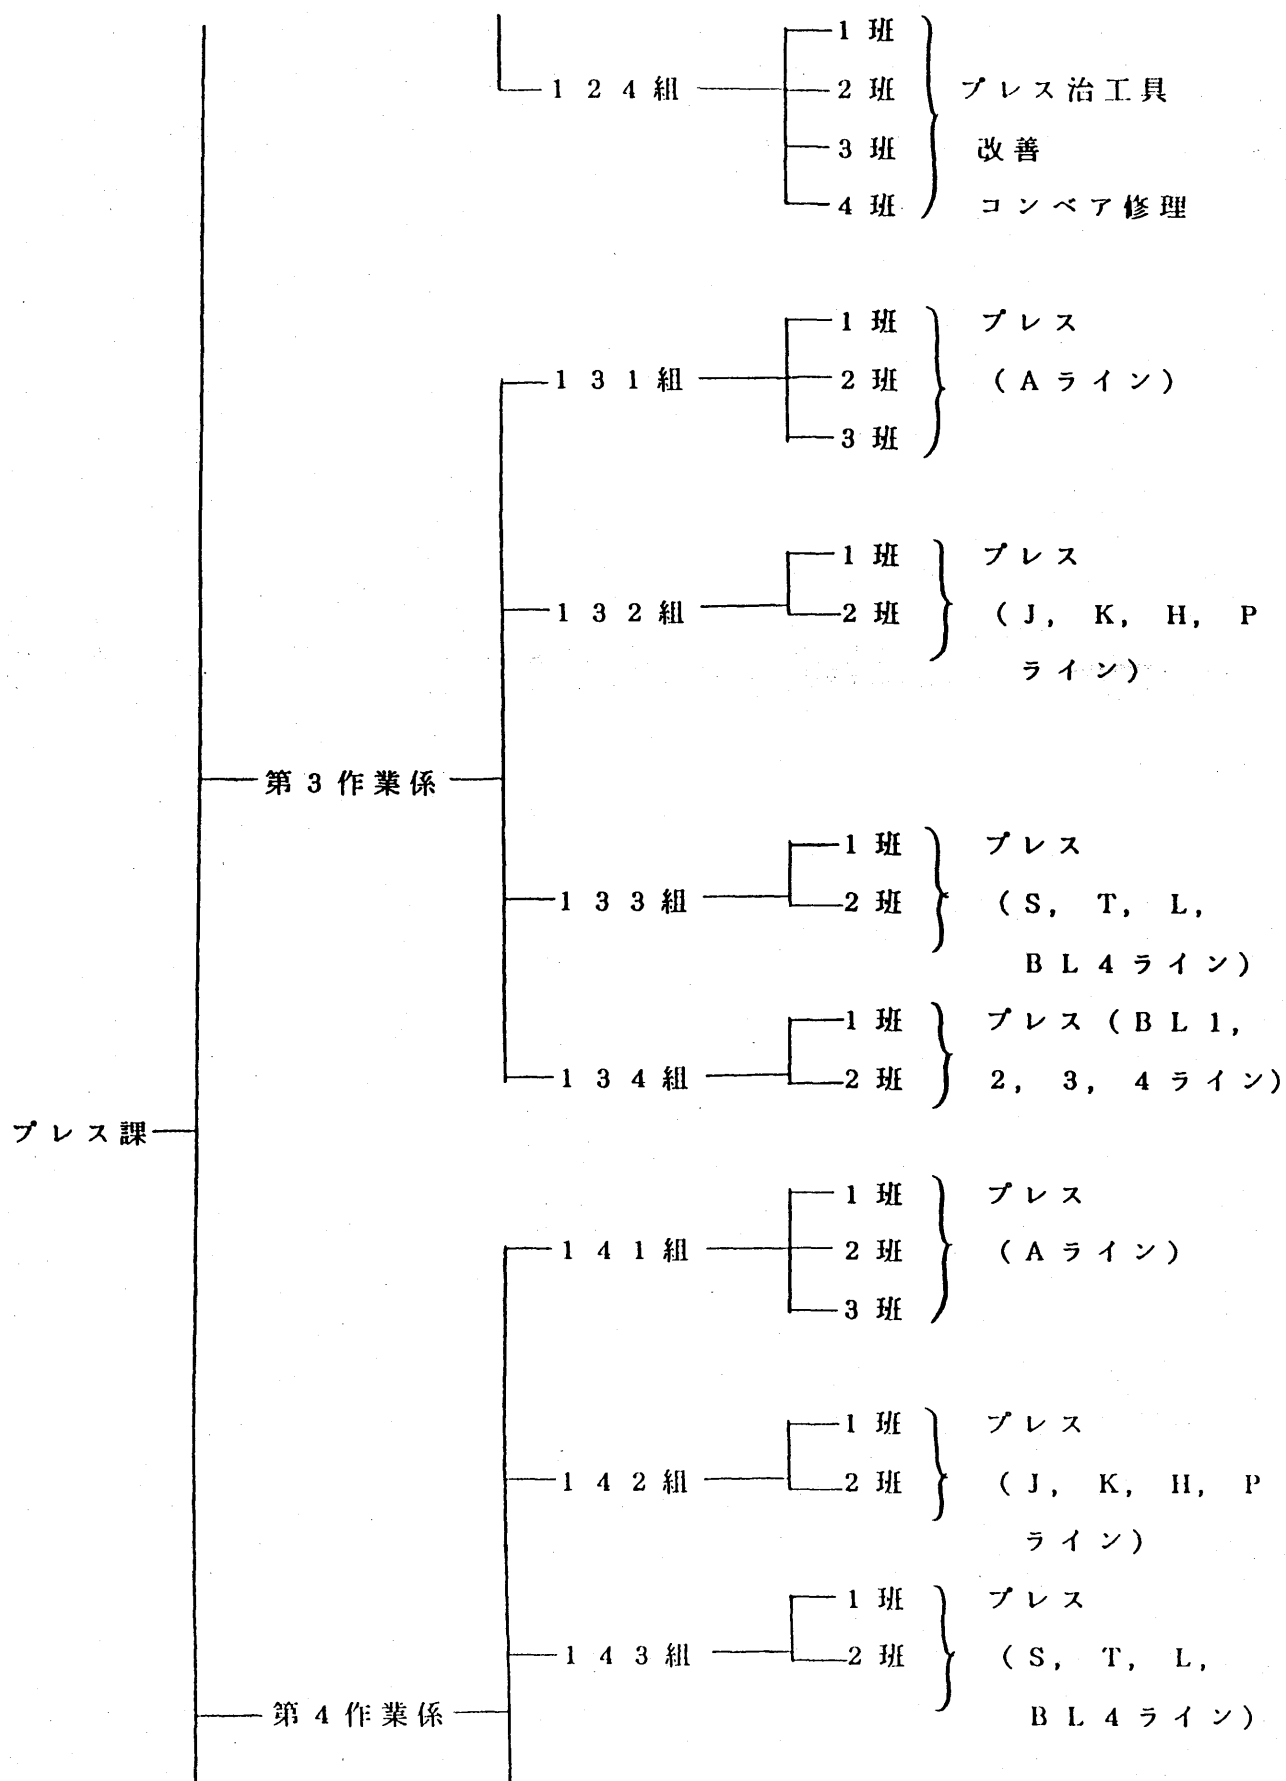 1班
124組 2班 プレス治工具
3班 改善
4班 コンベア修理
1班 プレス
131組 2班 (Aライン)
3班
1班 プレス
132組 2班 (J, K, H, P
ライン)
第3作業係
1班 プレス
133組 2班 (S, T, L,
BL4ライン)
1班 プレス(BL1,
134組 2班 2, 3, 4ライン)
プレス課
1班 プレス
141組 2班 (Aライン)
3班
1班 プレス
142組 2班 (J, K, H, P
ライン)
1班 プレス
143組 2班 (S, T, L,
第4作業係 BL4ライン)